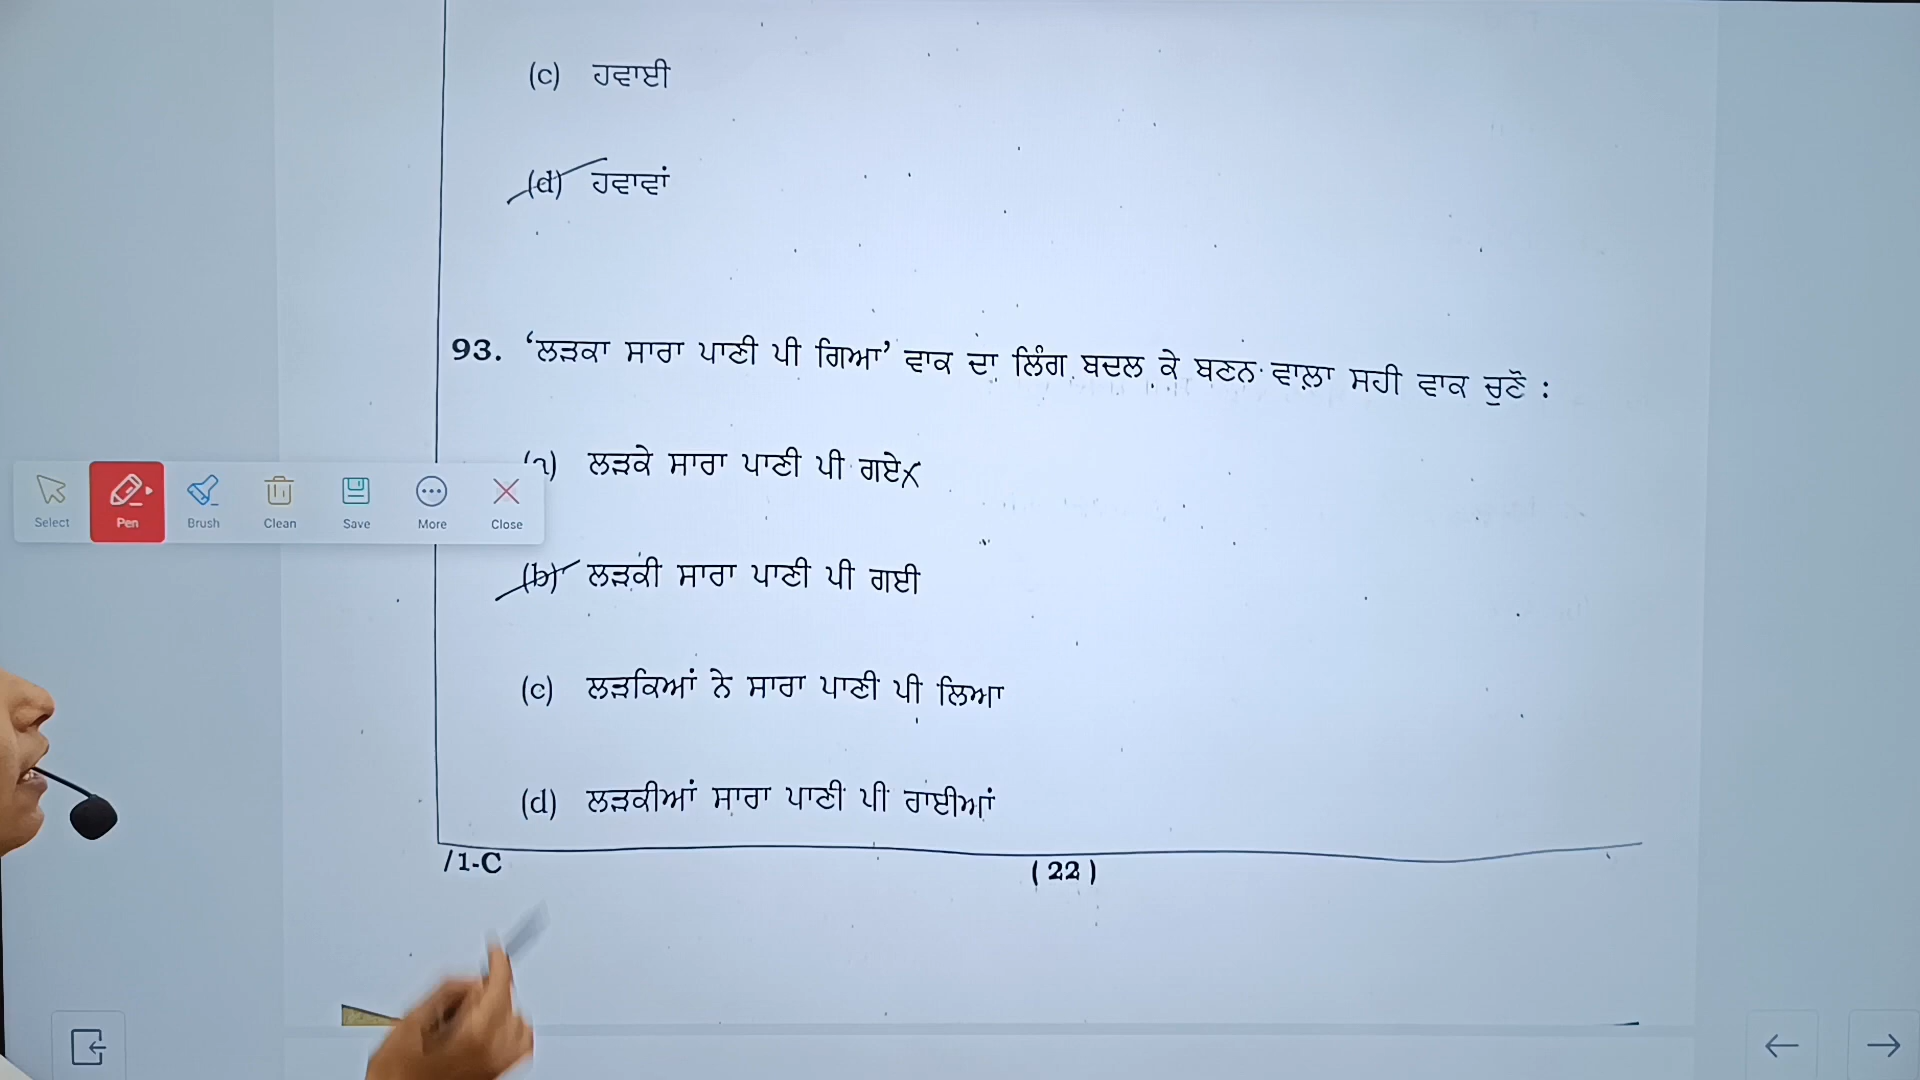 (c) ਹਵਾਈ
(d) ਹਵਾਵਾਂ
93. ‘ਲੜਕਾ ਸਾਰਾ ਪਾਣੀ ਪੀ ਗਿਆ’ ਵਾਕ ਦਾ ਲਿੰਗ ਬਦਲ ਕੇ ਬਣਨ ਵਾਲਾ ਸਹੀ ਵਾਕ ਚੁਣੋ :
ਲੜਕੇ ਸਾਰਾ ਪਾਣੀ ਪੀ ਗਏ
Select Pen Brush Clean Save More Close
(b) ਲੜਕੀ ਸਾਰਾ ਪਾਣੀ ਪੀ ਗਈ
(c) ਲੜਕਿਆਂ ਨੇ ਸਾਰਾ ਪਾਣੀ ਪੀ ਲਿਆ
(d) ਲੜਕੀਆਂ ਸਾਰਾ ਪਾਣੀ ਪੀ ਗਈਆਂ
/1-C (22)